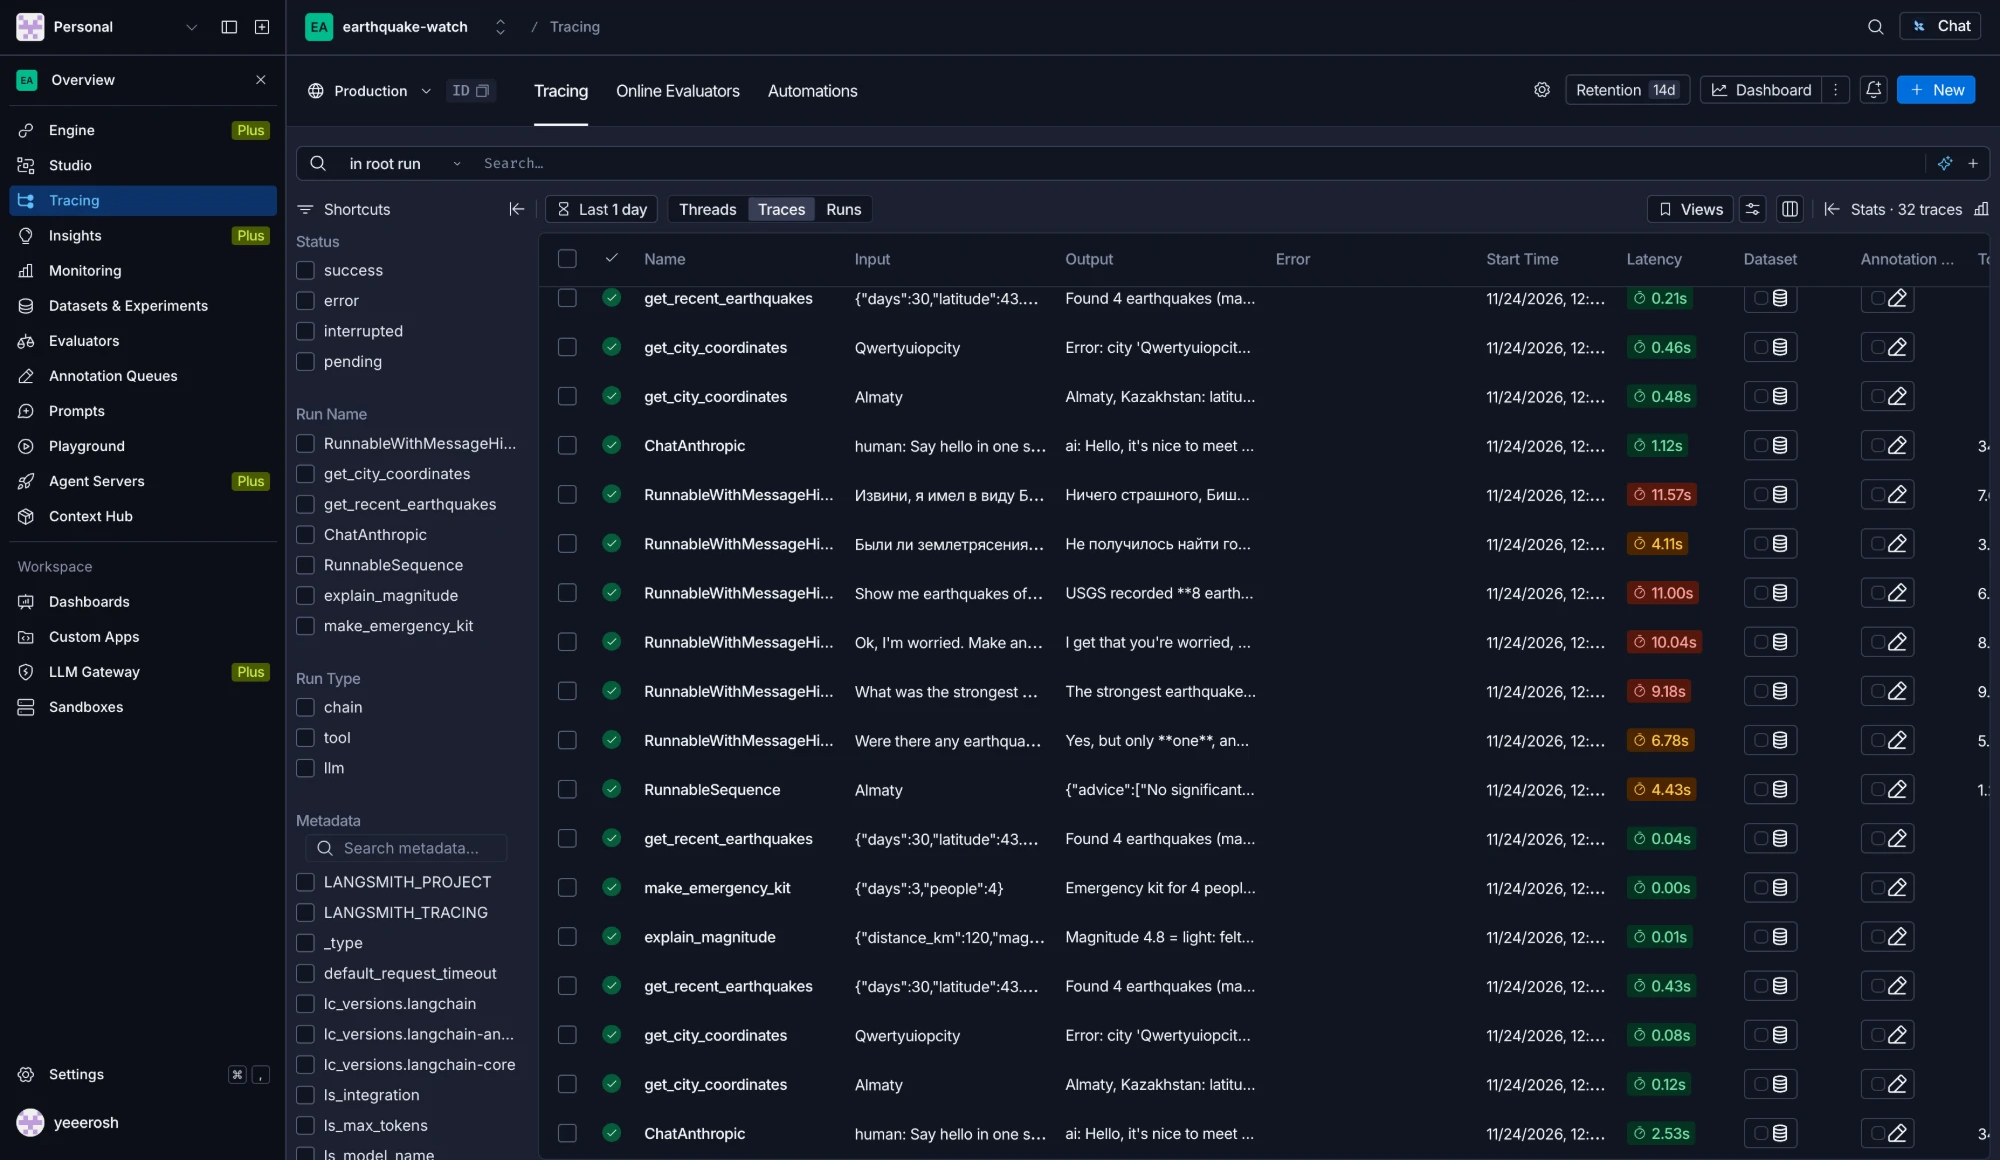 Personal
EA earthquake-watch / Tracing
Chat
EA Overview
Production
ID
Tracing
Online Evaluators
Automations
Retention 14d
Dashboard
New
Engine Plus
Studio
Tracing
Insights Plus
Monitoring
Datasets & Experiments
Evaluators
Annotation Queues
Prompts
Playground
Agent Servers Plus
Context Hub
Workspace
Dashboards
Custom Apps
LLM Gateway Plus
Sandboxes
Settings ⌘ ,
yeeerosh
in root run Search...
Shortcuts
Status
success
error
interrupted
pending
Run Name
RunnableWithMessageHi...
get_city_coordinates
get_recent_earthquakes
ChatAnthropic
RunnableSequence
explain_magnitude
make_emergency_kit
Run Type
chain
tool
llm
Metadata
Search metadata...
LANGSMITH_PROJECT
LANGSMITH_TRACING
_type
default_request_timeout
lc_versions.langchain
lc_versions.langchain-an...
lc_versions.langchain-core
ls_integration
ls_max_tokens
ls_model_name
Last 1 day
Threads Traces Runs
Views
Stats · 32 traces
Name Input Output Error Start Time Latency Dataset Annotation ...
get_recent_earthquakes {"days":30,"latitude":43.... Found 4 earthquakes (ma... 11/24/2026, 12:... 0.21s
get_city_coordinates Qwertyuiopcity Error: city 'Qwertyuiopcit... 11/24/2026, 12:... 0.46s
get_city_coordinates Almaty Almaty, Kazakhstan: latitu... 11/24/2026, 12:... 0.48s
ChatAnthropic human: Say hello in one s... ai: Hello, it's nice to meet ... 11/24/2026, 12:... 1.12s
RunnableWithMessageHi... Извини, я имел в виду Б... Ничего страшного, Биш... 11/24/2026, 12:... 11.57s
RunnableWithMessageHi... Были ли землетрясения... Не получилось найти го... 11/24/2026, 12:... 4.11s
RunnableWithMessageHi... Show me earthquakes of... USGS recorded **8 earth... 11/24/2026, 12:... 11.00s
RunnableWithMessageHi... Ok, I'm worried. Make an... I get that you're worried, ... 11/24/2026, 12:... 10.04s
RunnableWithMessageHi... What was the strongest ... The strongest earthquake... 11/24/2026, 12:... 9.18s
RunnableWithMessageHi... Were there any earthqua... Yes, but only **one**, an... 11/24/2026, 12:... 6.78s
RunnableSequence Almaty {"advice":["No significant... 11/24/2026, 12:... 4.43s
get_recent_earthquakes {"days":30,"latitude":43.... Found 4 earthquakes (ma... 11/24/2026, 12:... 0.04s
make_emergency_kit {"days":3,"people":4} Emergency kit for 4 peopl... 11/24/2026, 12:... 0.00s
explain_magnitude {"distance_km":120,"mag... Magnitude 4.8 = light: felt... 11/24/2026, 12:... 0.01s
get_recent_earthquakes {"days":30,"latitude":43.... Found 4 earthquakes (ma... 11/24/2026, 12:... 0.43s
get_city_coordinates Qwertyuiopcity Error: city 'Qwertyuiopcit... 11/24/2026, 12:... 0.08s
get_city_coordinates Almaty Almaty, Kazakhstan: latitu... 11/24/2026, 12:... 0.12s
ChatAnthropic human: Say hello in one s... ai: Hello, it's nice to meet ... 11/24/2026, 12:... 2.53s